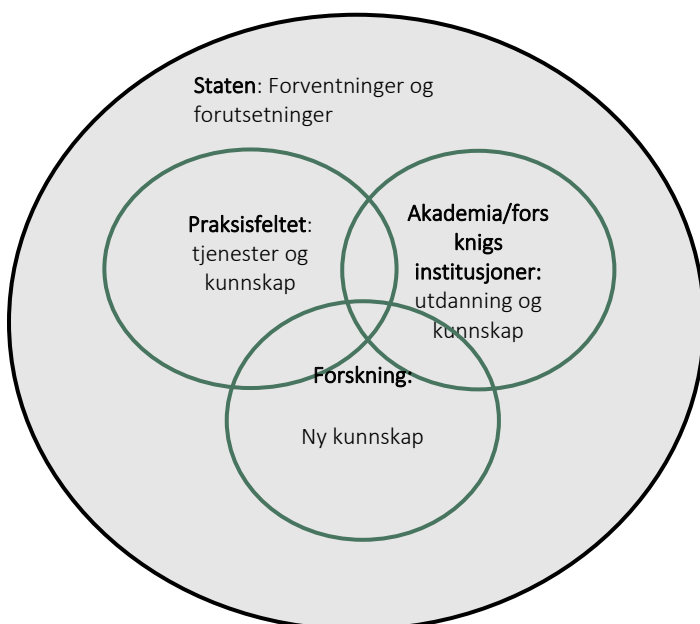 Staten: Forventninger og
forutsetninger
Praksisfeltet:
tjenester og
kunnskap
Akademia/fors
knigs
institusjoner:
utdanning og
kunnskap
Forskning:
Ny kunnskap